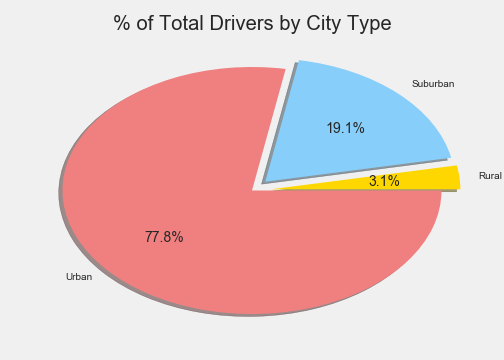 % of Total Drivers by City Type
Suburban
19.1%
Rural
3.1%
77.8%
Urban